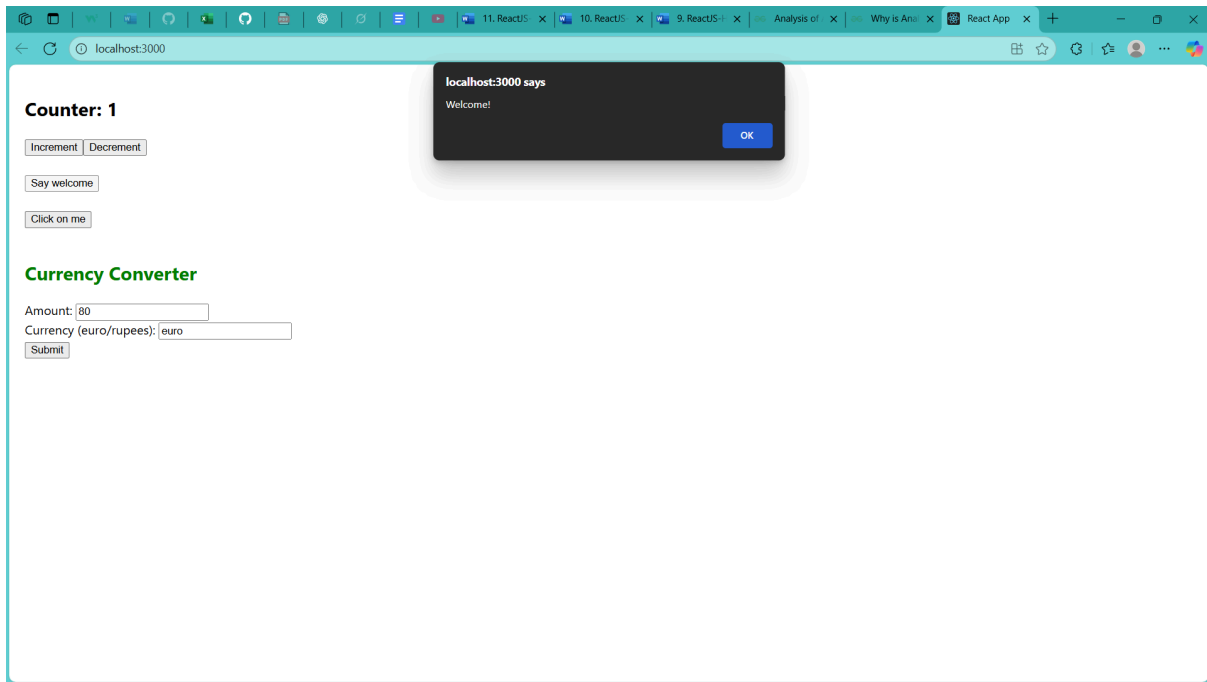 11. ReactJS-
10. ReactJS
9. ReactJS-H
Analysis of
Why is Ana
React App
localhost:3000
localhost:3000 says
Welcome!
OK
Counter: 1
Increment Decrement
Say welcome
Click on me
Currency Converter
Amount: 80
Currency (euro/rupees): euro
Submit